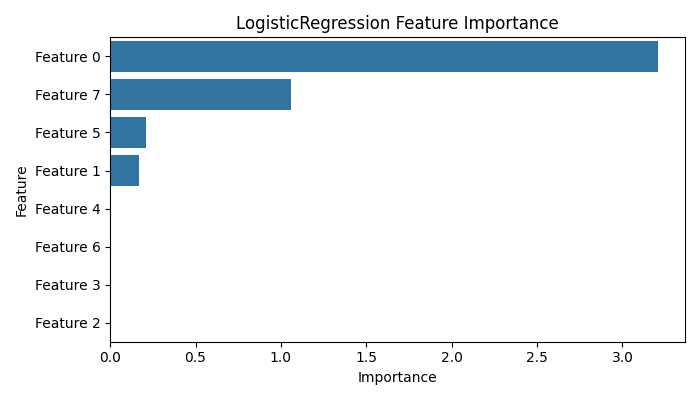 LogisticRegression Feature Importance
Feature 0
Feature 7
Feature 5
Feature 1
Feature 4
Feature 6
Feature 3
Feature 2
Feature
0.0 0.5 1.0 1.5 2.0 2.5 3.0
Importance